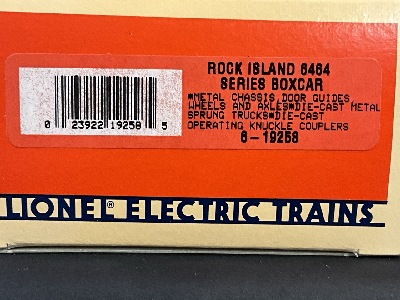 ROCK ISLAND 6464
SERIES BOXCAR
*METAL CHASSIS, DOOR GUIDES
WHEELS AND AXLES*DIE-CAST METAL
SPRUNG TRUCKS*DIE-CAST
OPERATING KNUCKLE COUPLERS
6-19258
0 23922 19258 5
LIONEL® ELECTRIC TRAINS